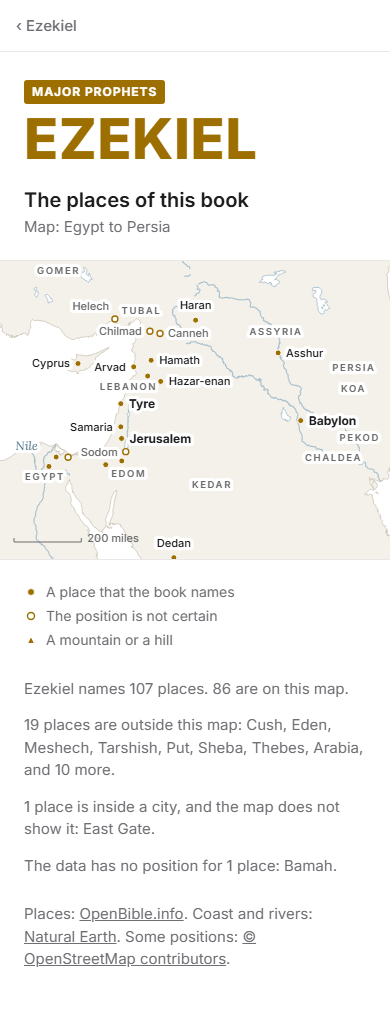 ‹ Ezekiel
MAJOR PROPHETS
EZEKIEL
The places of this book
Map: Egypt to Persia
GOMER
Helech
TUBAL
Haran
Chilmad
Canneh
ASSYRIA
Cyprus
Arvad
Hamath
Asshur
PERSIA
LEBANON
Hazar-enan
KOA
Tyre
Babylon
Samaria
Jerusalem
PEKOD
Nile
Sodom
CHALDEA
EGYPT
EDOM
KEDAR
200 miles
Dedan
A place that the book names
The position is not certain
A mountain or a hill
Ezekiel names 107 places. 86 are on this map.
19 places are outside this map: Cush, Eden,
Meshech, Tarshish, Put, Sheba, Thebes, Arabia,
and 10 more.
1 place is inside a city, and the map does not
show it: East Gate.
The data has no position for 1 place: Bamah.
Places: OpenBible.info. Coast and rivers:
Natural Earth. Some positions: ©
OpenStreetMap contributors.